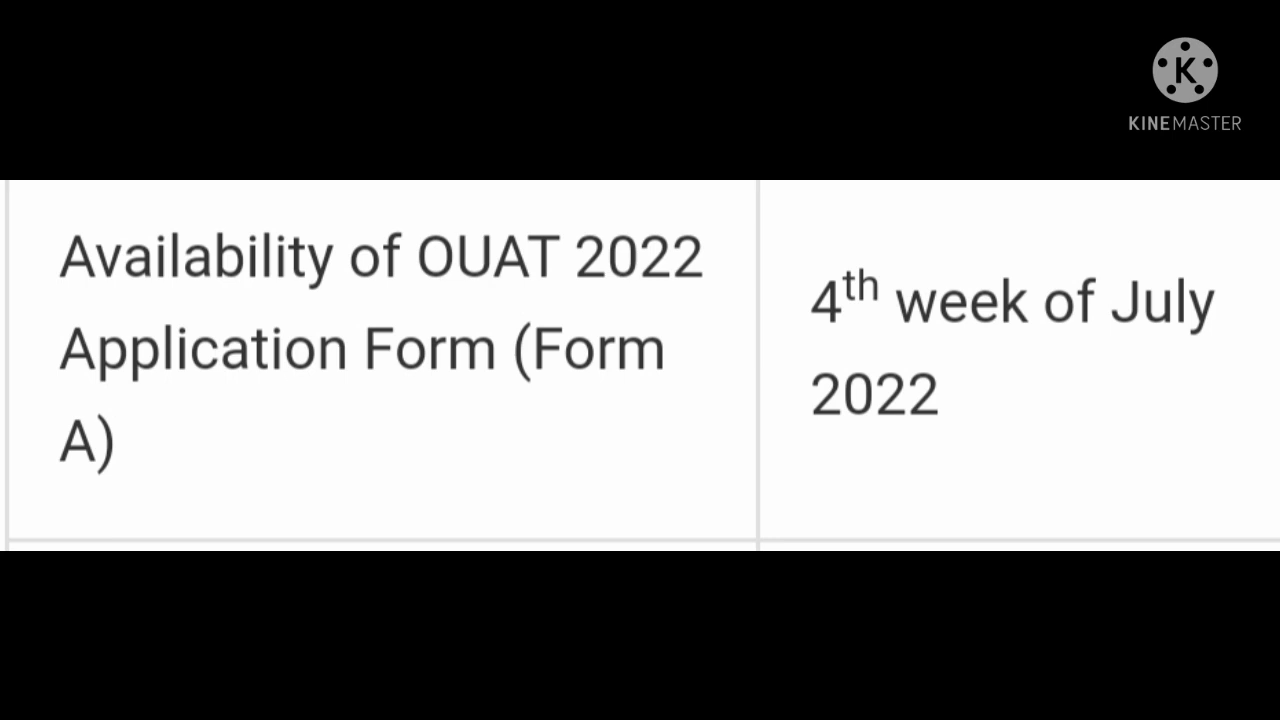 K
KINEMASTER
Availability of OUAT 2022
Application Form (Form
A)
4th week of July
2022